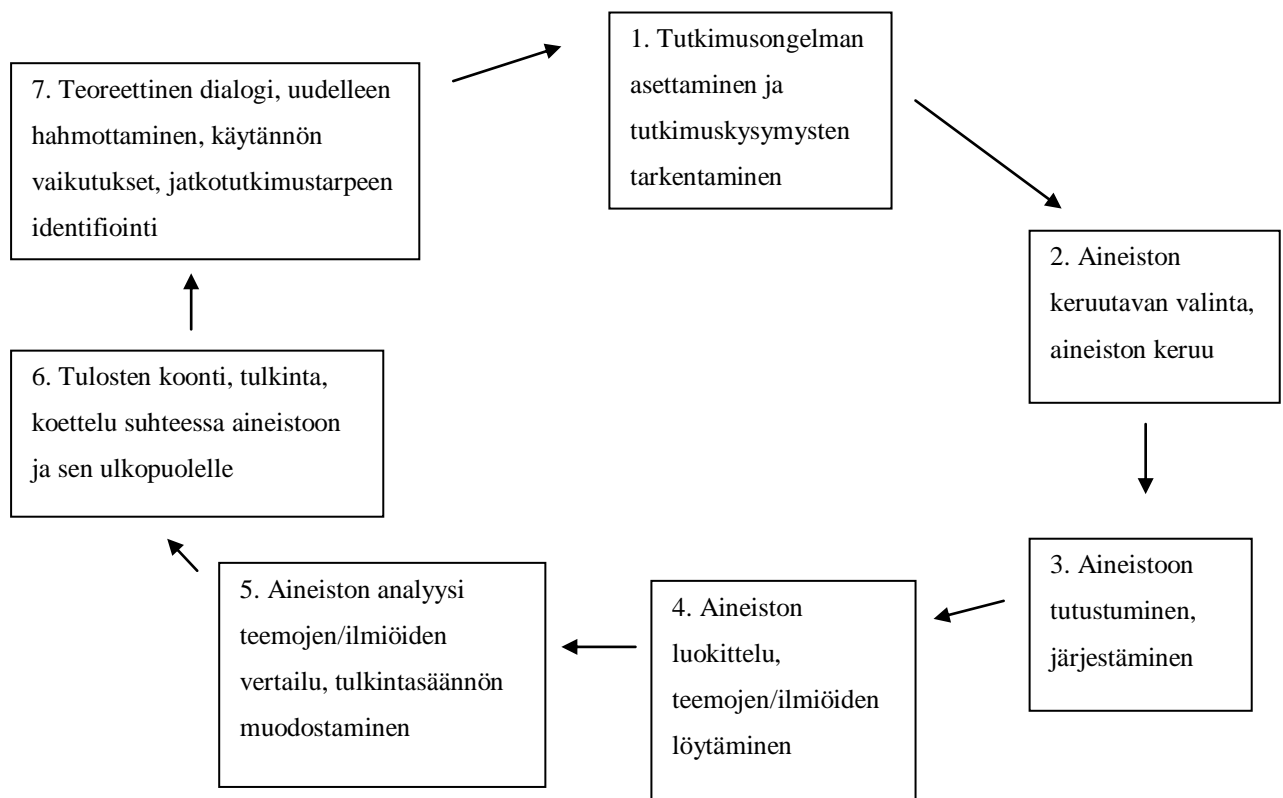 1. Tutkimusongelman
asettaminen ja
tutkimuskysymysten
tarkentaminen
2. Aineiston
keruutavan valinta,
aineiston keruu
3. Aineistoon
tutustuminen,
järjestäminen
4. Aineiston
luokittelu,
teemojen/ilmiöiden
löytäminen
5. Aineiston analyysi
teemojen/ilmiöiden
vertailu, tulkintasäännön
muodostaminen
6. Tulosten koonti, tulkinta,
koettelu suhteessa aineistoon
ja sen ulkopuolelle
7. Teoreettinen dialogi, uudelleen
hahmottaminen, käytännön
vaikutukset, jatkotutkimustarpeen
identifiointi